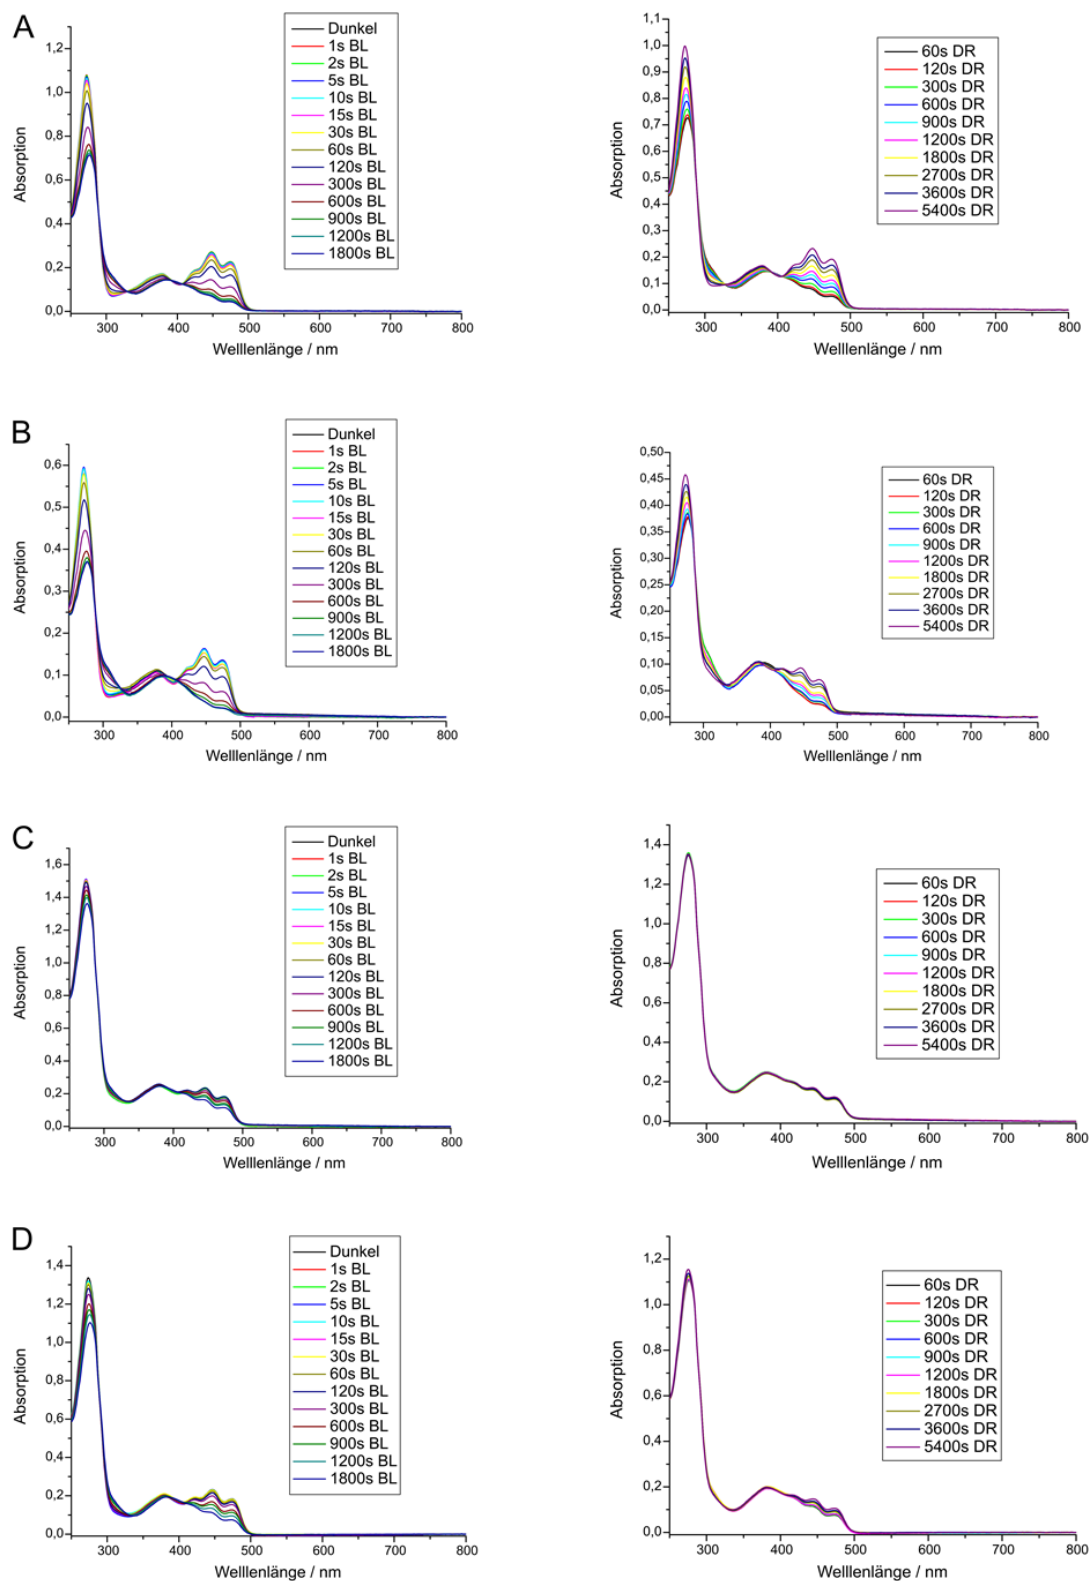 A
Absorption
1,2
1,0
0,8
0,6
0,4
0,2
0,0
300 400 500 600 700 800
Welllenlänge / nm
Dunkel
1s BL
2s BL
5s BL
10s BL
15s BL
30s BL
60s BL
120s BL
300s BL
600s BL
900s BL
1200s BL
1800s BL
Absorption
1,1
1,0
0,9
0,8
0,7
0,6
0,5
0,4
0,3
0,2
0,1
0,0
300 400 500 600 700 800
Welllenlänge / nm
60s DR
120s DR
300s DR
600s DR
900s DR
1200s DR
1800s DR
2700s DR
3600s DR
5400s DR
B
Absorption
0,6
0,5
0,4
0,3
0,2
0,1
0,0
300 400 500 600 700 800
Welllenlänge / nm
Dunkel
1s BL
2s BL
5s BL
10s BL
15s BL
30s BL
60s BL
120s BL
300s BL
600s BL
900s BL
1200s BL
1800s BL
Absorption
0,50
0,45
0,40
0,35
0,30
0,25
0,20
0,15
0,10
0,05
0,00
300 400 500 600 700 800
Welllenlänge / nm
60s DR
120s DR
300s DR
600s DR
900s DR
1200s DR
1800s DR
2700s DR
3600s DR
5400s DR
C
Absorption
1,6
1,4
1,2
1,0
0,8
0,6
0,4
0,2
0,0
300 400 500 600 700 800
Welllenlänge / nm
Dunkel
1s BL
2s BL
5s BL
10s BL
15s BL
30s BL
60s BL
120s BL
300s BL
600s BL
900s BL
1200s BL
1800s BL
Absorption
1,4
1,2
1,0
0,8
0,6
0,4
0,2
0,0
300 400 500 600 700 800
Welllenlänge / nm
60s DR
120s DR
300s DR
600s DR
900s DR
1200s DR
1800s DR
2700s DR
3600s DR
5400s DR
D
Absorption
1,4
1,2
1,0
0,8
0,6
0,4
0,2
0,0
300 400 500 600 700 800
Welllenlänge / nm
Dunkel
1s BL
2s BL
5s BL
10s BL
15s BL
30s BL
60s BL
120s BL
300s BL
600s BL
900s BL
1200s BL
1800s BL
Absorption
1,2
1,0
0,8
0,6
0,4
0,2
0,0
300 400 500 600 700 800
Welllenlänge / nm
60s DR
120s DR
300s DR
600s DR
900s DR
1200s DR
1800s DR
2700s DR
3600s DR
5400s DR